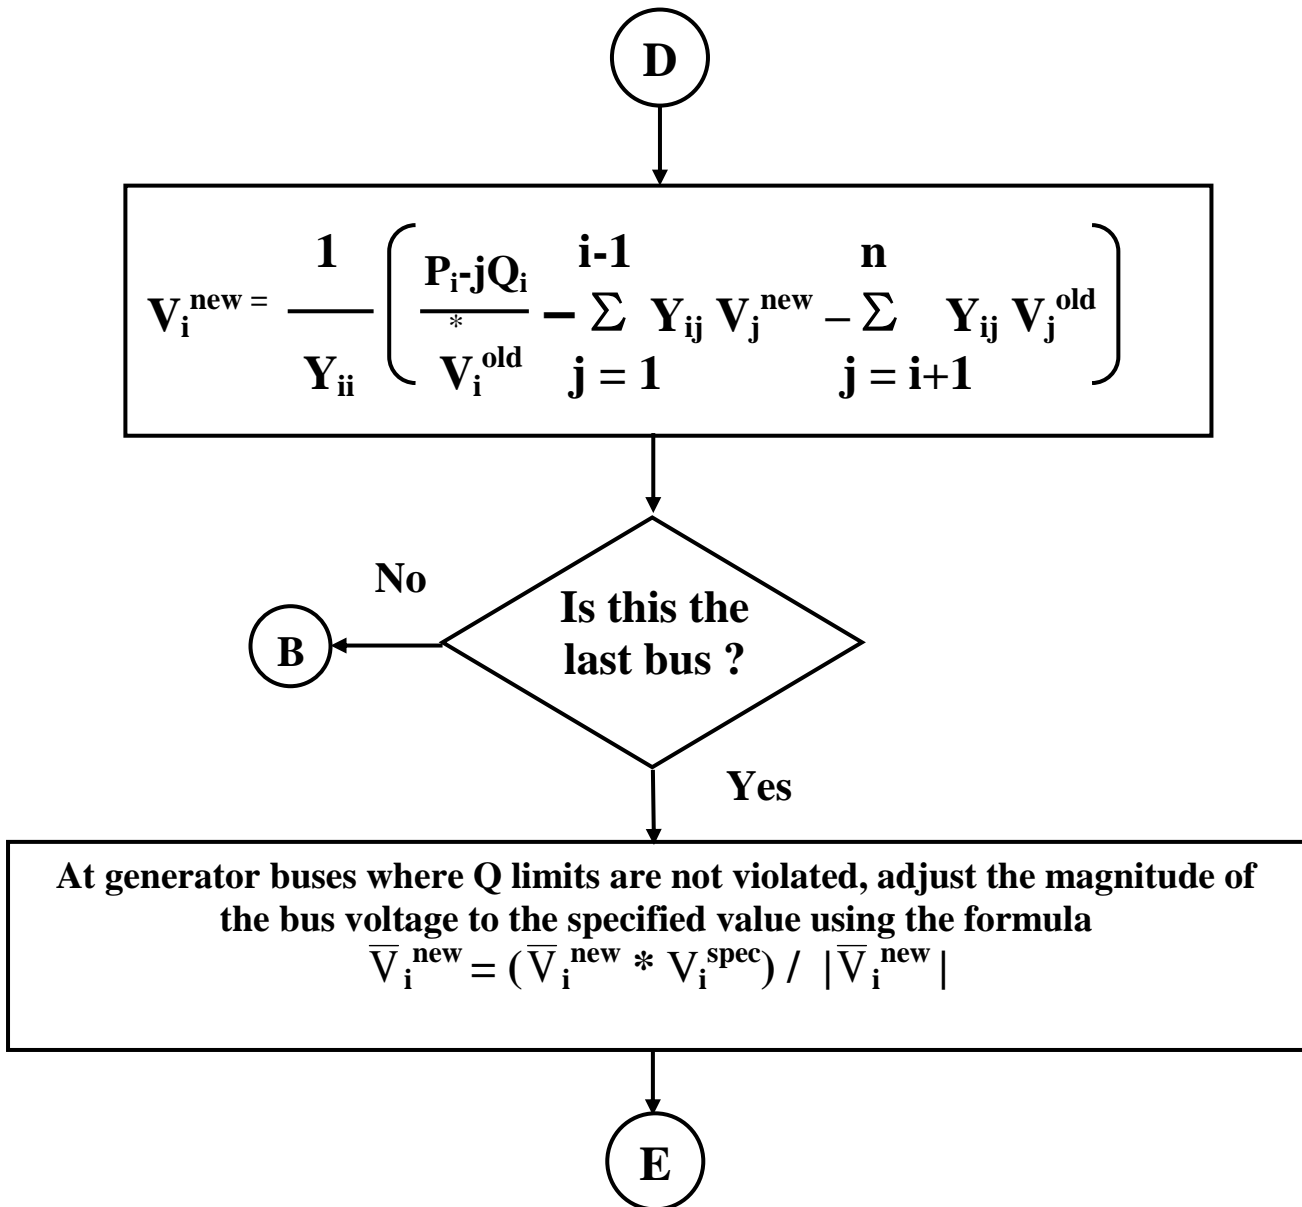 D
1 i-1 n
P_i-jQ_i
V_i^new = ( — Σ Y_ij V_j^new – Σ Y_ij V_j^old )
*
Y_ii V_i^old j = 1 j = i+1
No
Is this the
last bus ?
B
Yes
At generator buses where Q limits are not violated, adjust the magnitude of
the bus voltage to the specified value using the formula
V̅_i^new = (V̅_i^new * V_i^spec) / |V̅_i^new|
E